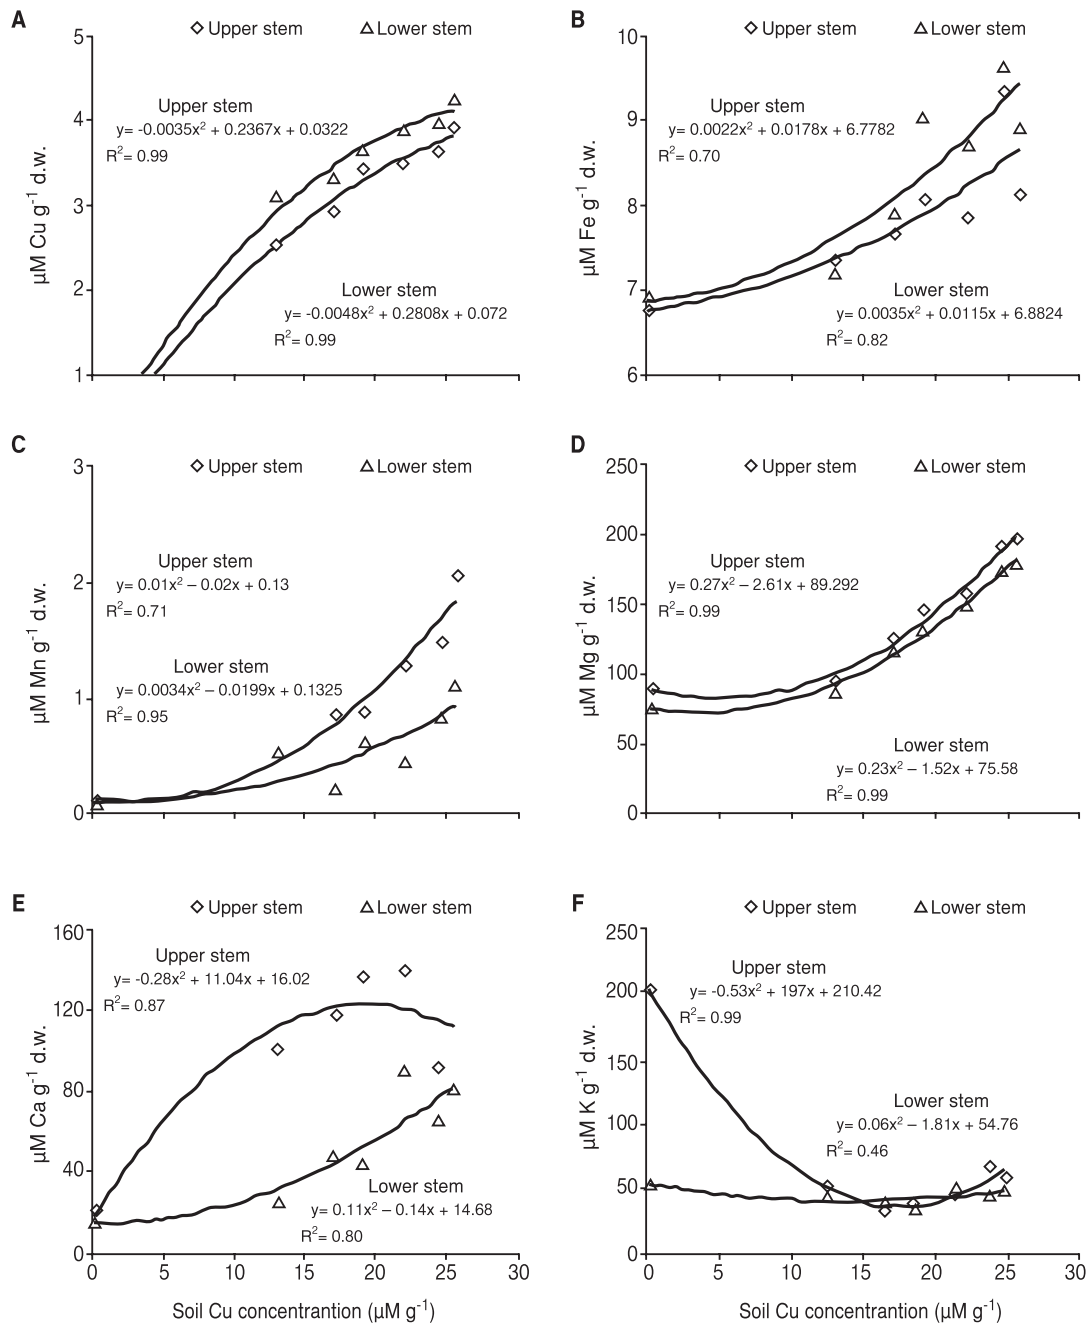 A
Upper stem Lower stem
5
4
3
2
1
µM Cu g-1 d.w.
Upper stem
y= -0.0035x2 + 0.2367x + 0.0322
R2= 0.99
Lower stem
y= -0.0048x2 + 0.2808x + 0.072
R2= 0.99
B
Upper stem Lower stem
10
9
8
7
6
µM Fe g-1 d.w.
Upper stem
y= 0.0022x2 + 0.0178x + 6.7782
R2= 0.70
Lower stem
y= 0.0035x2 + 0.0115x + 6.8824
R2= 0.82
C
Upper stem Lower stem
3
2
1
0
µM Mn g-1 d.w.
Upper stem
y= 0.01x2 – 0.02x + 0.13
R2= 0.71
Lower stem
y= 0.0034x2 – 0.0199x + 0.1325
R2= 0.95
D
Upper stem Lower stem
250
200
150
100
50
0
µM Mg g-1 d.w.
Upper stem
y= 0.27x2 – 2.61x + 89.292
R2= 0.99
Lower stem
y= 0.23x2 – 1.52x + 75.58
R2= 0.99
E
Upper stem Lower stem
160
120
80
40
0
µM Ca g-1 d.w.
Upper stem
y= -0.28x2 + 11.04x + 16.02
R2= 0.87
Lower stem
y= 0.11x2 – 0.14x + 14.68
R2= 0.80
0 5 10 15 20 25 30
Soil Cu concentrantion (µM g-1)
F
Upper stem Lower stem
250
200
150
100
50
0
µM K g-1 d.w.
Upper stem
y= -0.53x2 + 197x + 210.42
R2= 0.99
Lower stem
y= 0.06x2 – 1.81x + 54.76
R2= 0.46
0 5 10 15 20 25 30
Soil Cu concentrantion (µM g-1)